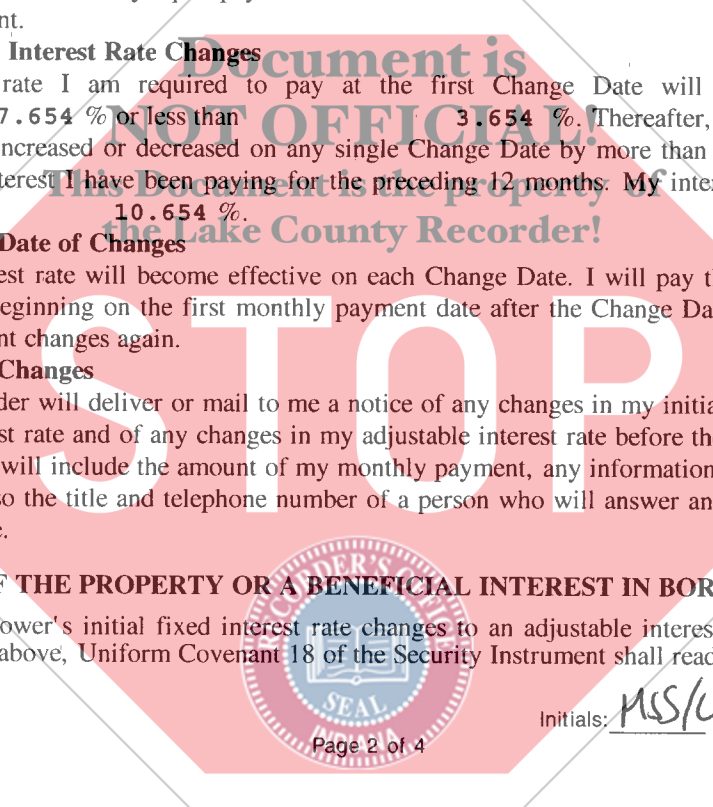 nt.
Interest Rate Changes
rate I am required to pay at the first Change Date will
7.654 % or less than 3.654 %. Thereafter,
ncreased or decreased on any single Change Date by more than
terest I have been paying for the preceding 12 months. My inter
10.654 %.
Date of Changes
est rate will become effective on each Change Date. I will pay t
eginning on the first monthly payment date after the Change Da
nt changes again.
Changes
der will deliver or mail to me a notice of any changes in my initia
st rate and of any changes in my adjustable interest rate before th
will include the amount of my monthly payment, any information
so the title and telephone number of a person who will answer an
e.
F THE PROPERTY OR A BENEFICIAL INTEREST IN BOR
ower's initial fixed interest rate changes to an adjustable interes
above, Uniform Covenant 18 of the Security Instrument shall read
Initials: MSS/
Page 2 of 4
Document is
NOT OFFICIAL!
This Document is the property of
the Lake County Recorder!
STOP
RECORDER'S OFFICE
SEAL
INDIANA